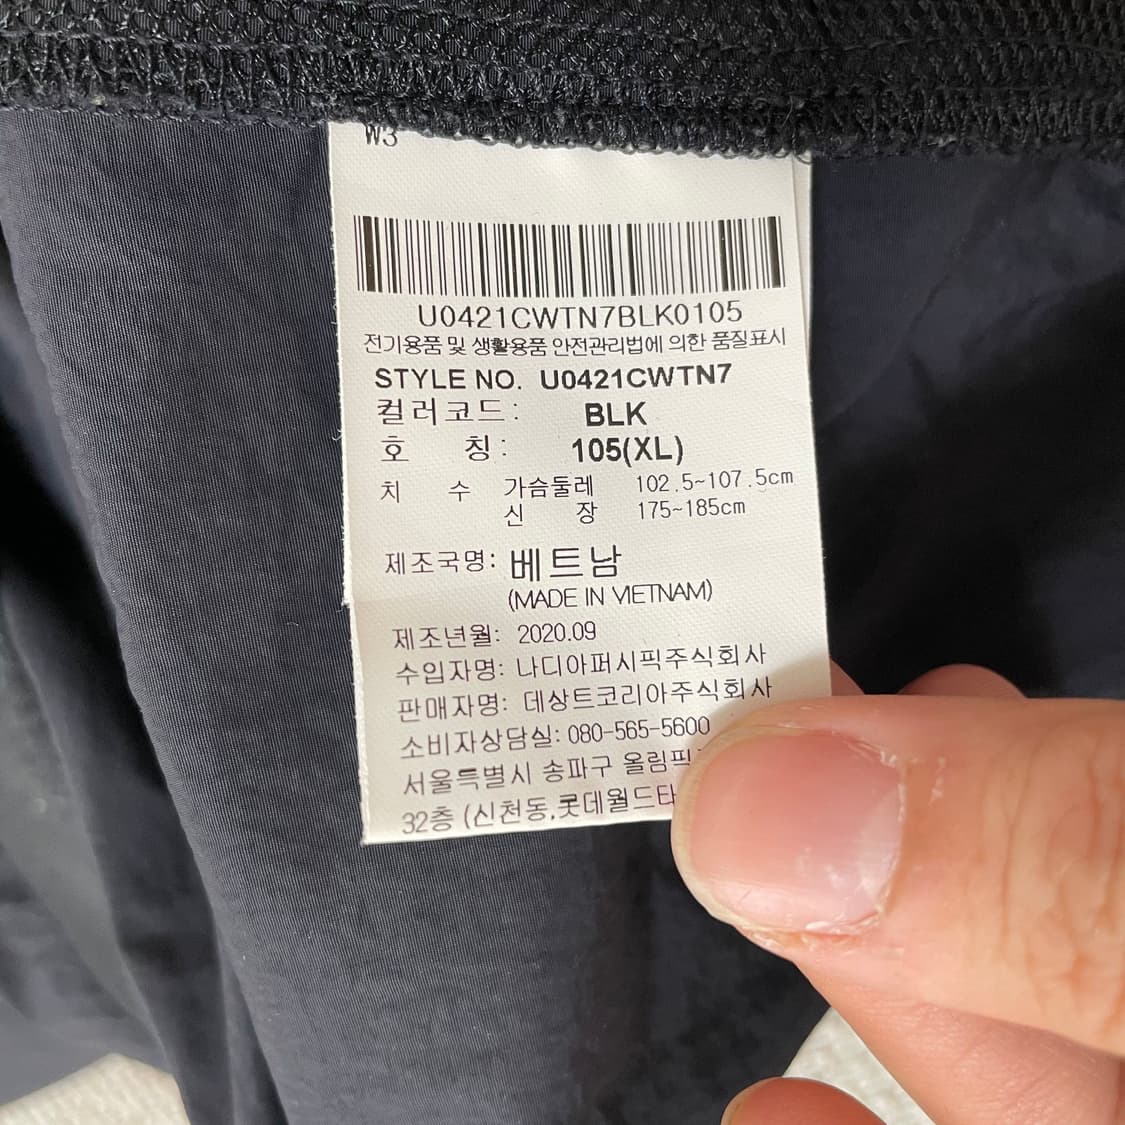 W3
U0421CWTN7BLK0105
전기용품 및 생활용품 안전관리법에 의한 품질표시
STYLE NO. U0421CWTN7
컬러코드: BLK
호 칭: 105(XL)
치 수 가슴둘레 102.5~107.5cm
신 장 175~185cm
제조국명: 베트남
(MADE IN VIETNAM)
제조년월: 2020.09
수입자명: 나디아퍼시픽주식회사
판매자명: 데상트코리아주식회사
소비자상담실: 080-565-5600
서울특별시 송파구 올림픽
32층 (신천동,롯데월드타